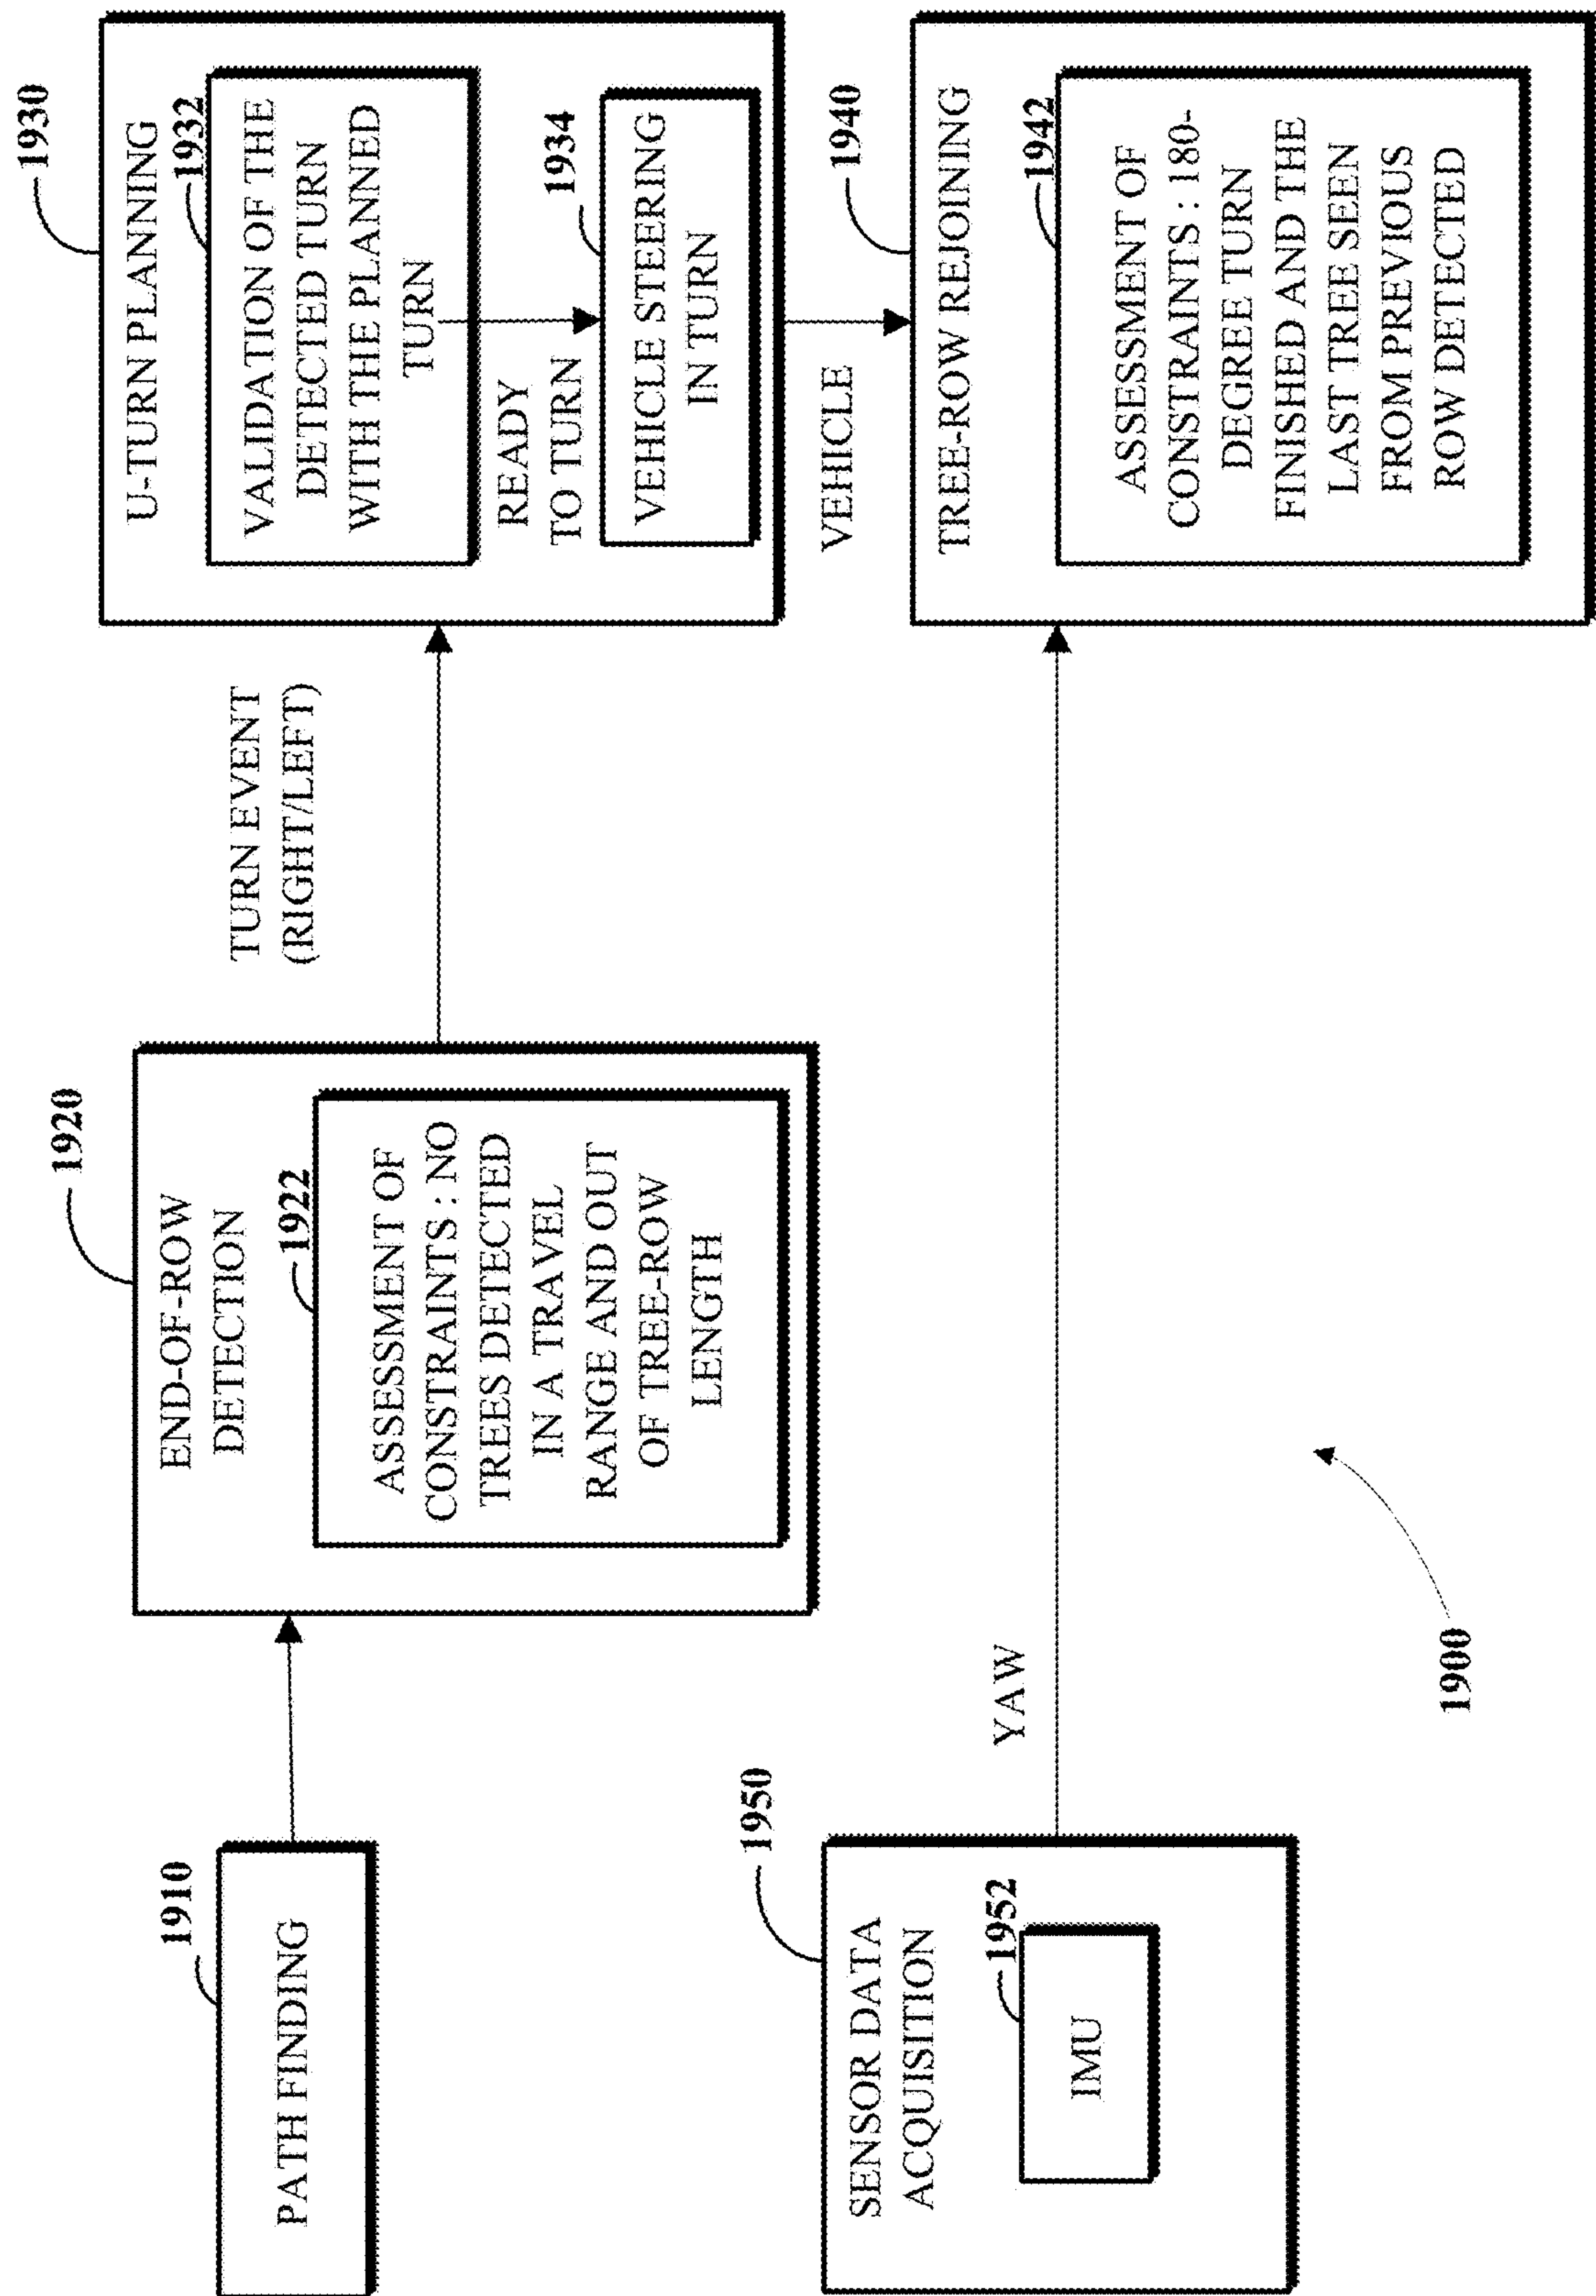 1910
PATH FINDING
1920
END-OF-ROW
DETECTION
1922
ASSESSMENT OF
CONSTRAINTS : NO
TREES DETECTED
IN A TRAVEL
RANGE AND OUT
OF TREE-ROW
LENGTH
TURN EVENT
(RIGHT/LEFT)
1930
U-TURN PLANNING
1932
VALIDATION OF THE
DETECTED TURN
WITH THE PLANNED
TURN
READY
TO TURN
1934
VEHICLE STEERING
IN TURN
VEHICLE
1950
SENSOR DATA
ACQUISITION
1952
IMU
YAW
1940
TREE-ROW REJOINING
1942
ASSESSMENT OF
CONSTRAINTS : 180-
DEGREE TURN
FINISHED AND THE
LAST TREE SEEN
FROM PREVIOUS
ROW DETECTED
1900